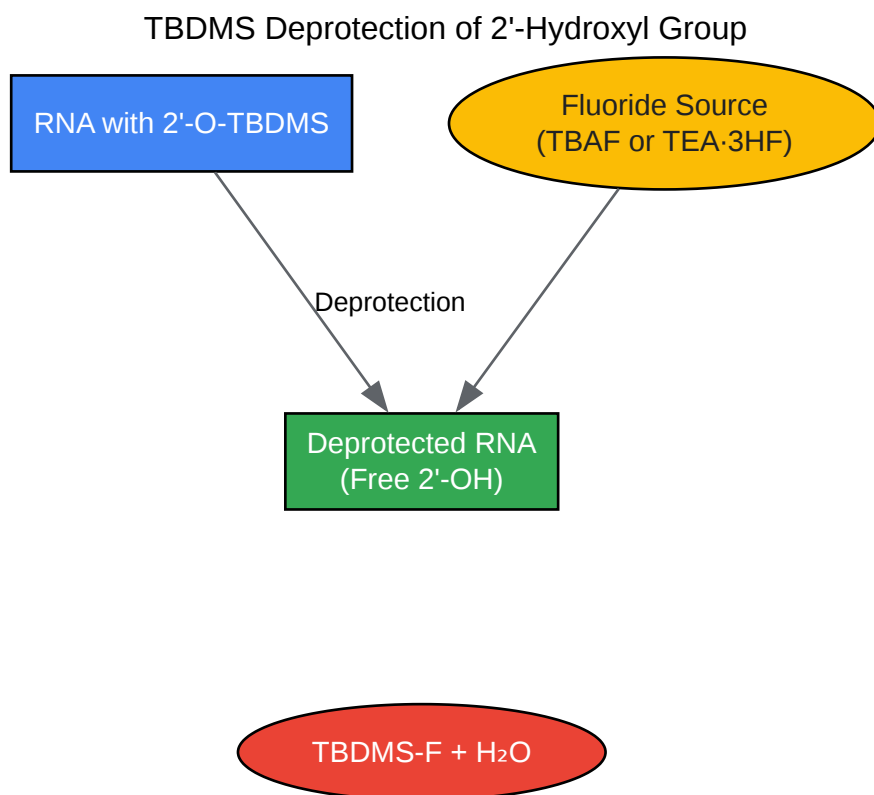 TBDMS Deprotection of 2'-Hydroxyl Group
RNA with 2'-O-TBDMS
Fluoride Source
(TBAF or TEA·3HF)
Deprotection
Deprotected RNA
(Free 2'-OH)
TBDMS-F + H₂O